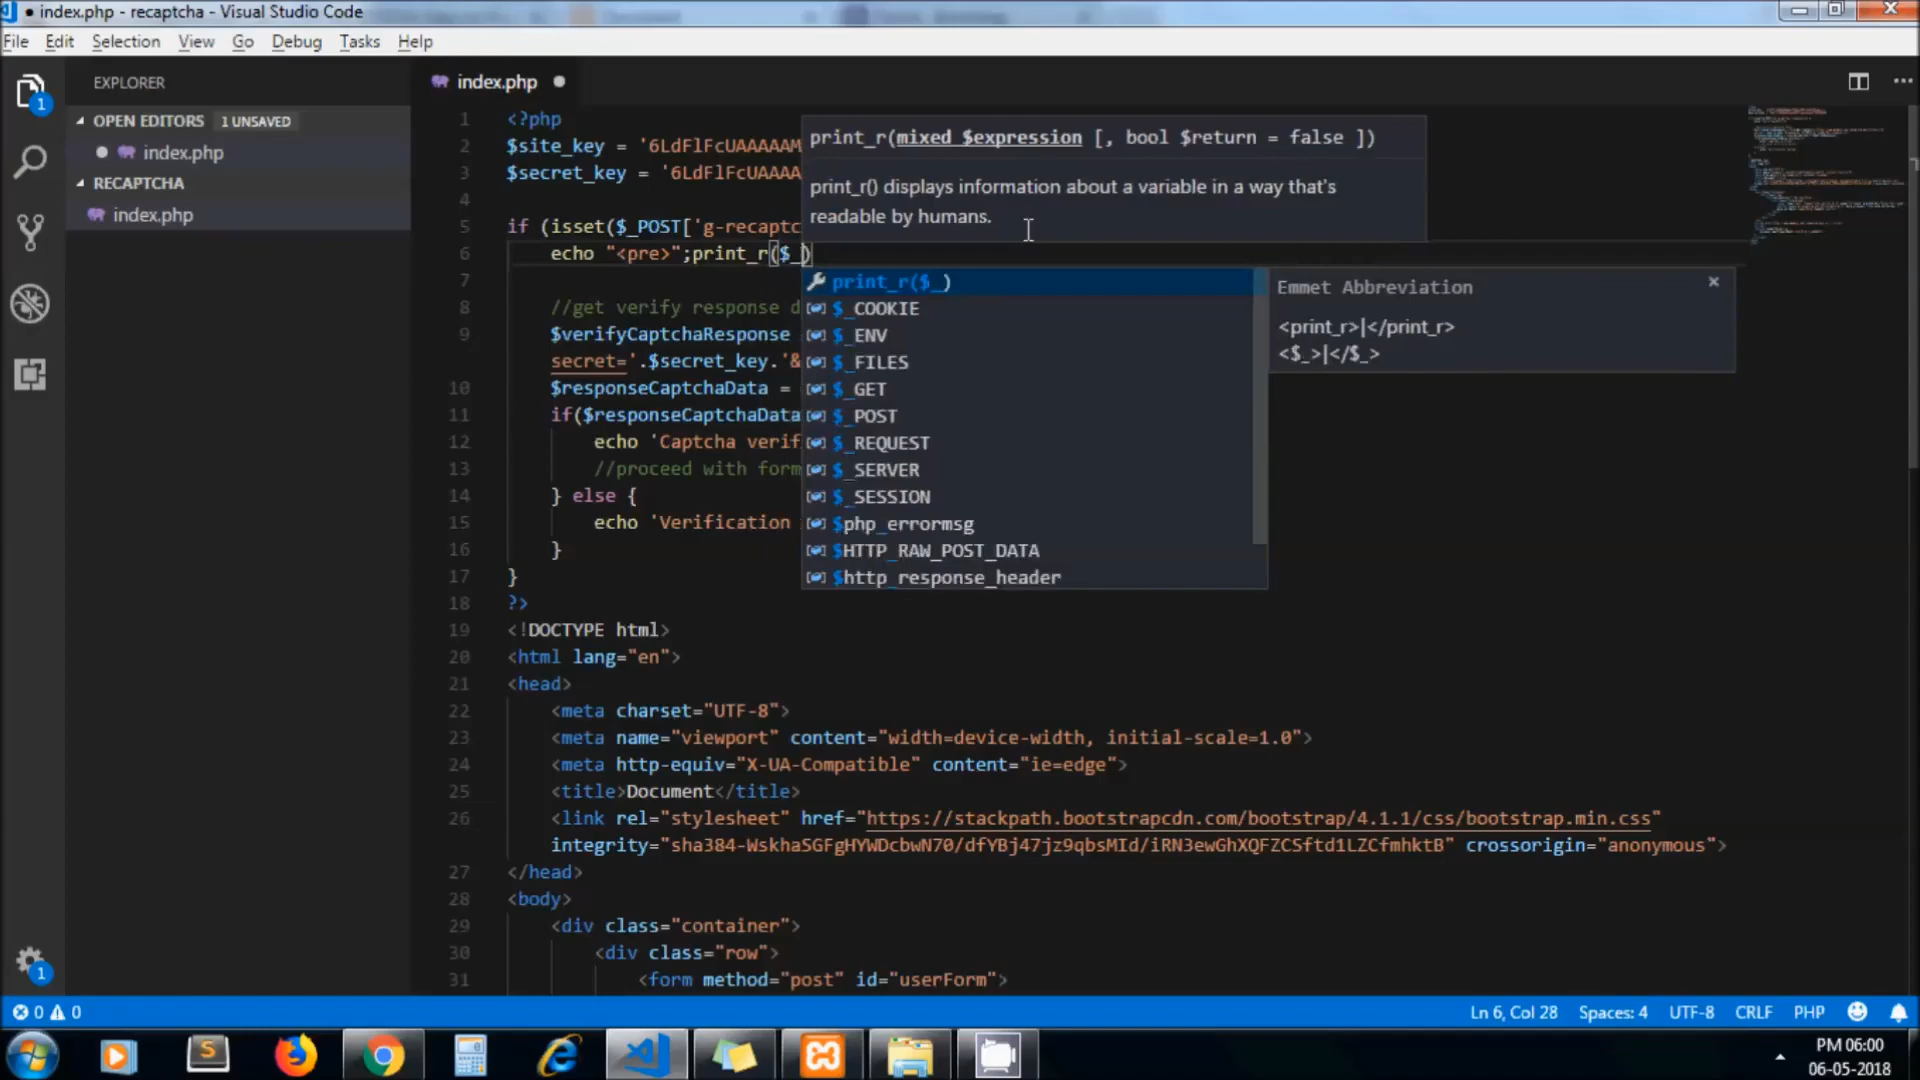 index.php - recaptcha - Visual Studio Code
File Edit Selection View Go Debug Tasks Help
EXPLORER
OPEN EDITORS 1 UNSAVED
index.php
RECAPTCHA
index.php
index.php
1 <?php
2 $site_key = '6LdFlFcUAAAAAM
3 $secret_key = '6LdFlFcUAAAA
4
5 if (isset($_POST['g-recaptc
6 echo "<pre>";print_r($_)
7
8 //get verify response d
9 $verifyCaptchaResponse
secret='.$secret_key.'&
10 $responseCaptchaData =
11 if($responseCaptchaData
12 echo 'Captcha verif
13 //proceed with form
14 } else {
15 echo 'Verification
16 }
17 }
18 ?>
19 <!DOCTYPE html>
20 <html lang="en">
21 <head>
22 <meta charset="UTF-8">
23 <meta name="viewport" content="width=device-width, initial-scale=1.0">
24 <meta http-equiv="X-UA-Compatible" content="ie=edge">
25 <title>Document</title>
26 <link rel="stylesheet" href="https://stackpath.bootstrapcdn.com/bootstrap/4.1.1/css/bootstrap.min.css"
integrity="sha384-WskhaSGFgHYWDcbwN70/dfYBj47jz9qbsMId/iRN3ewGhXQFZCSftd1LZCfmhktB" crossorigin="anonymous">
27 </head>
28 <body>
29 <div class="container">
30 <div class="row">
31 <form method="post" id="userForm">
print_r(mixed $expression [, bool $return = false ])
print_r() displays information about a variable in a way that's
readable by humans.
print_r($_)
$_COOKIE
$_ENV
$_FILES
$_GET
$_POST
$_REQUEST
$_SERVER
$_SESSION
$php_errormsg
$HTTP_RAW_POST_DATA
$http_response_header
Emmet Abbreviation
<print_r>|</print_r>
<$_>|</$_>
1
1
0 0
Ln 6, Col 28 Spaces: 4 UTF-8 CRLF PHP
PM 06:00
06-05-2018